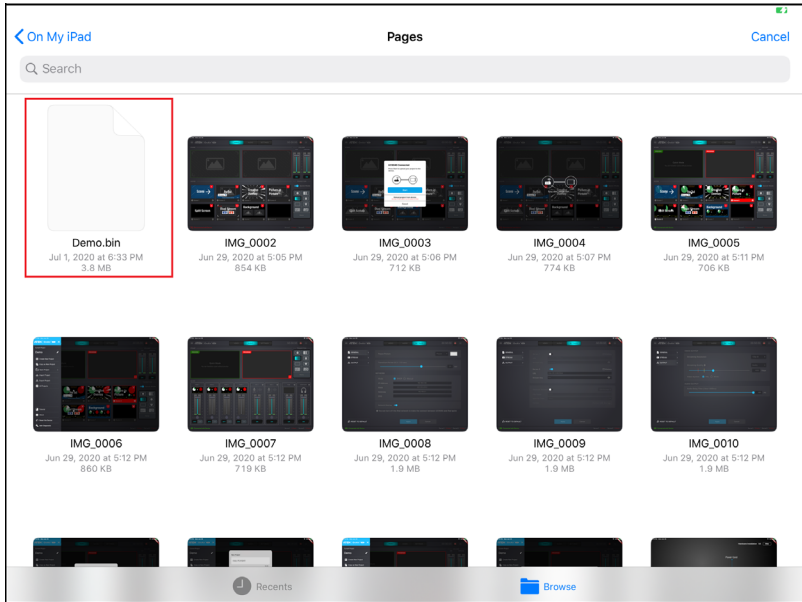 On My iPad
Pages
Cancel
Search
Demo.bin
Jul 1, 2020 at 6:33 PM
3.8 MB
IMG_0002
Jun 29, 2020 at 5:05 PM
854 KB
IMG_0003
Jun 29, 2020 at 5:06 PM
712 KB
IMG_0004
Jun 29, 2020 at 5:07 PM
774 KB
IMG_0005
Jun 29, 2020 at 5:11 PM
706 KB
IMG_0006
Jun 29, 2020 at 5:12 PM
860 KB
IMG_0007
Jun 29, 2020 at 5:12 PM
719 KB
IMG_0008
Jun 29, 2020 at 5:12 PM
1.9 MB
IMG_0009
Jun 29, 2020 at 5:12 PM
1.9 MB
IMG_0010
Jun 29, 2020 at 5:12 PM
1.9 MB
Recents
Browse